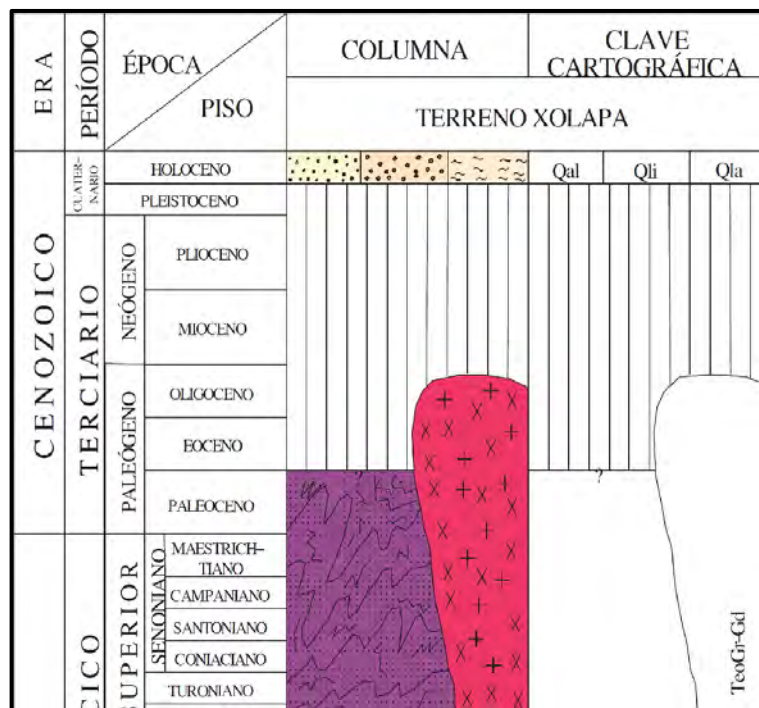 ERA
PERÍODO
ÉPOCA
PISO
COLUMNA
CLAVE
CARTOGRÁFICA
TERRENO XOLAPA
CENOZOICO
CUATER-
NARIO
HOLOCENO
Qal
Qli
Qla
PLEISTOCENO
TERCIARIO
NEÓGENO
PLIOCENO
MIOCENO
PALEÓGENO
OLIGOCENO
EOCENO
PALEOCENO
?
CICO
SUPERIOR
SENONIANO
MAESTRICH-
TIANO
CAMPANIANO
SANTONIANO
CONIACIANO
TURONIANO
TeoGr-Gd